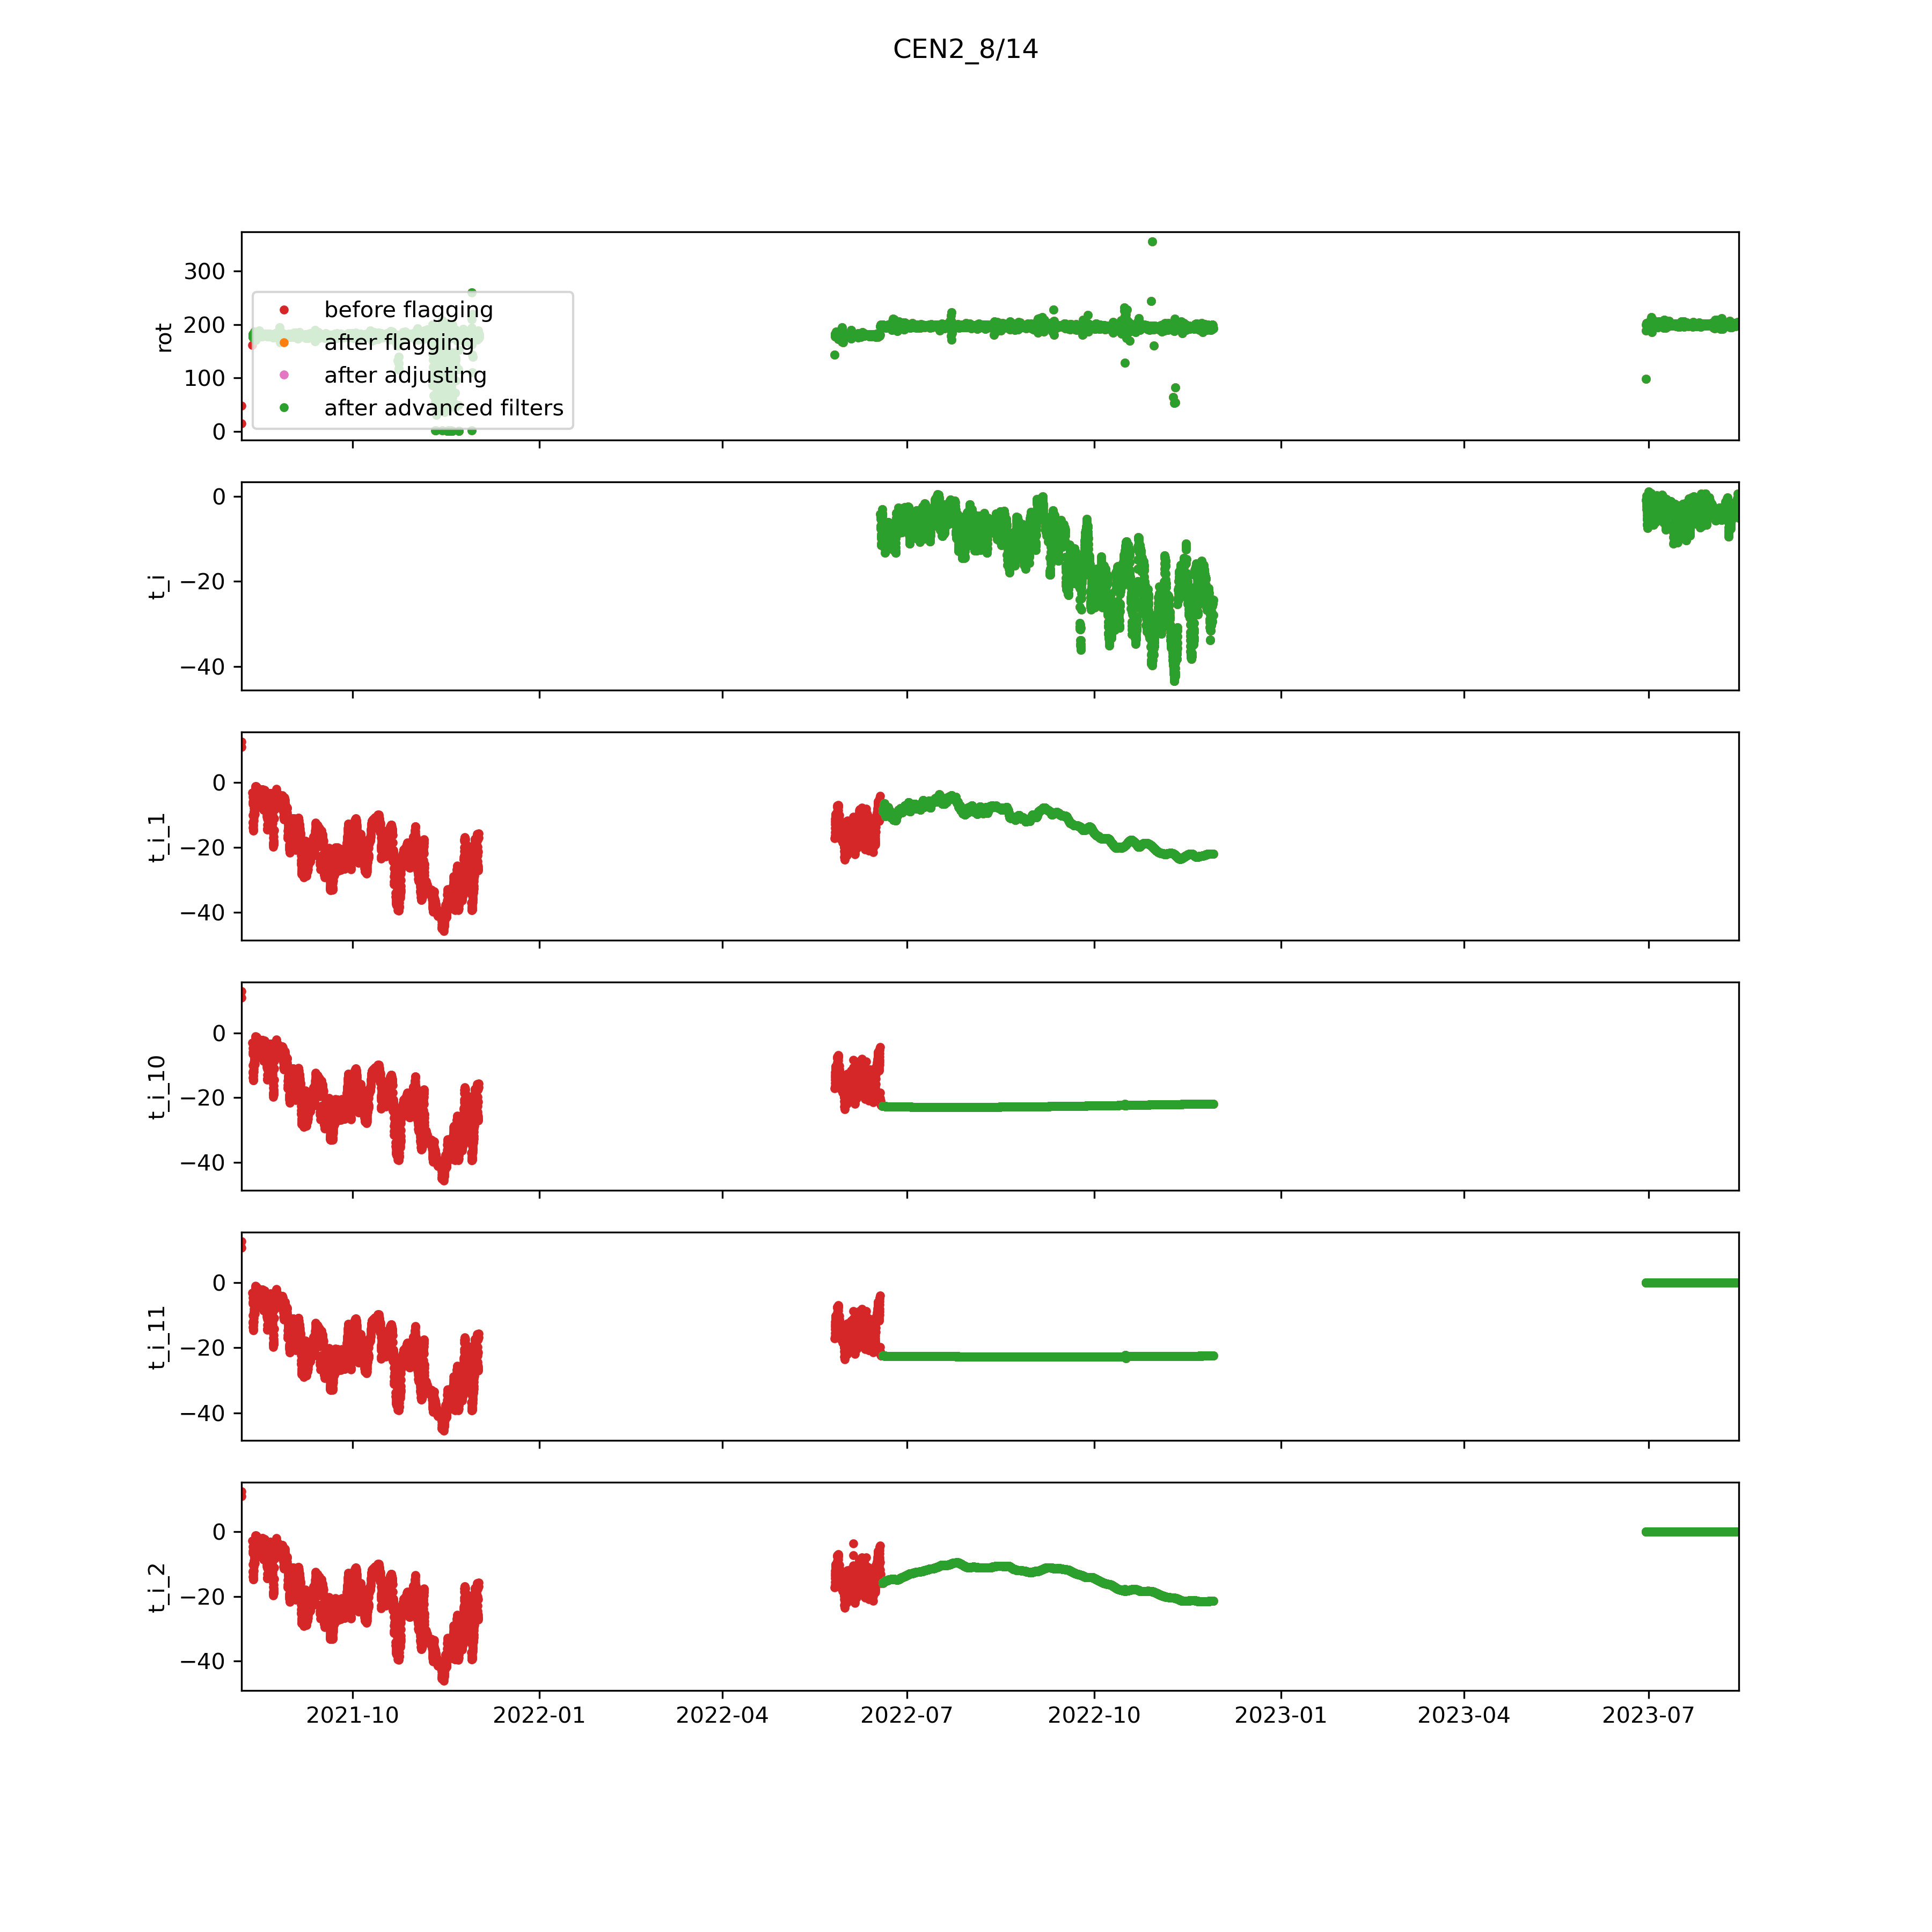 CEN2_8/14
300
200
100
0
rot
before flagging
after flagging
after adjusting
after advanced filters
0
−20
−40
t_i
0
−20
−40
t_i_1
0
−20
−40
t_i_10
0
−20
−40
t_i_11
0
−20
−40
t_i_2
2021-10 2022-01 2022-04 2022-07 2022-10 2023-01 2023-04 2023-07